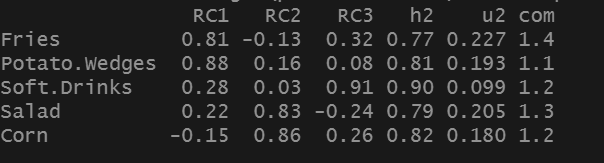 RC1 RC2 RC3 h2 u2 com
Fries 0.81 -0.13 0.32 0.77 0.227 1.4
Potato.Wedges 0.88 0.16 0.08 0.81 0.193 1.1
Soft.Drinks 0.28 0.03 0.91 0.90 0.099 1.2
Salad 0.22 0.83 -0.24 0.79 0.205 1.3
Corn -0.15 0.86 0.26 0.82 0.180 1.2